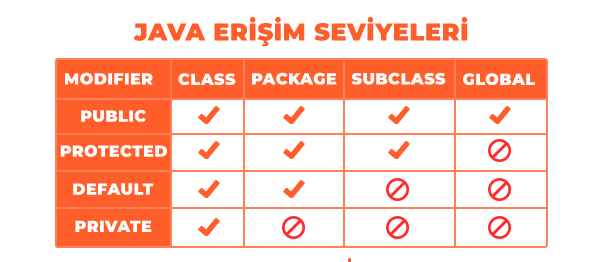 JAVA ERİŞİM SEVİYELERİ
MODIFIER CLASS PACKAGE SUBCLASS GLOBAL
PUBLIC ✓ ✓ ✓ ✓
PROTECTED ✓ ✓ ✓ 🚫
DEFAULT ✓ ✓ 🚫 🚫
PRIVATE ✓ 🚫 🚫 🚫